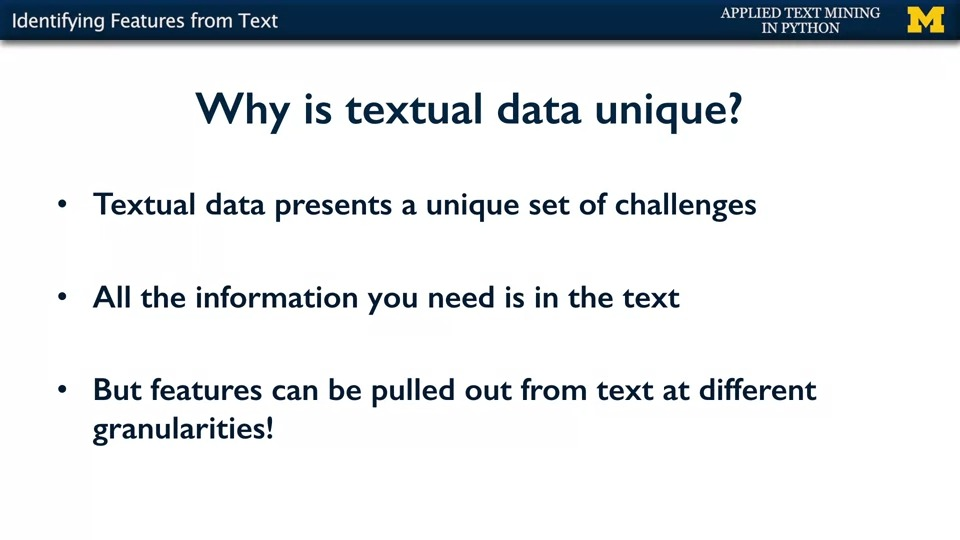 Identifying Features from Text
APPLIED TEXT MINING
IN PYTHON
M
Why is textual data unique?
• Textual data presents a unique set of challenges
• All the information you need is in the text
• But features can be pulled out from text at different
granularities!